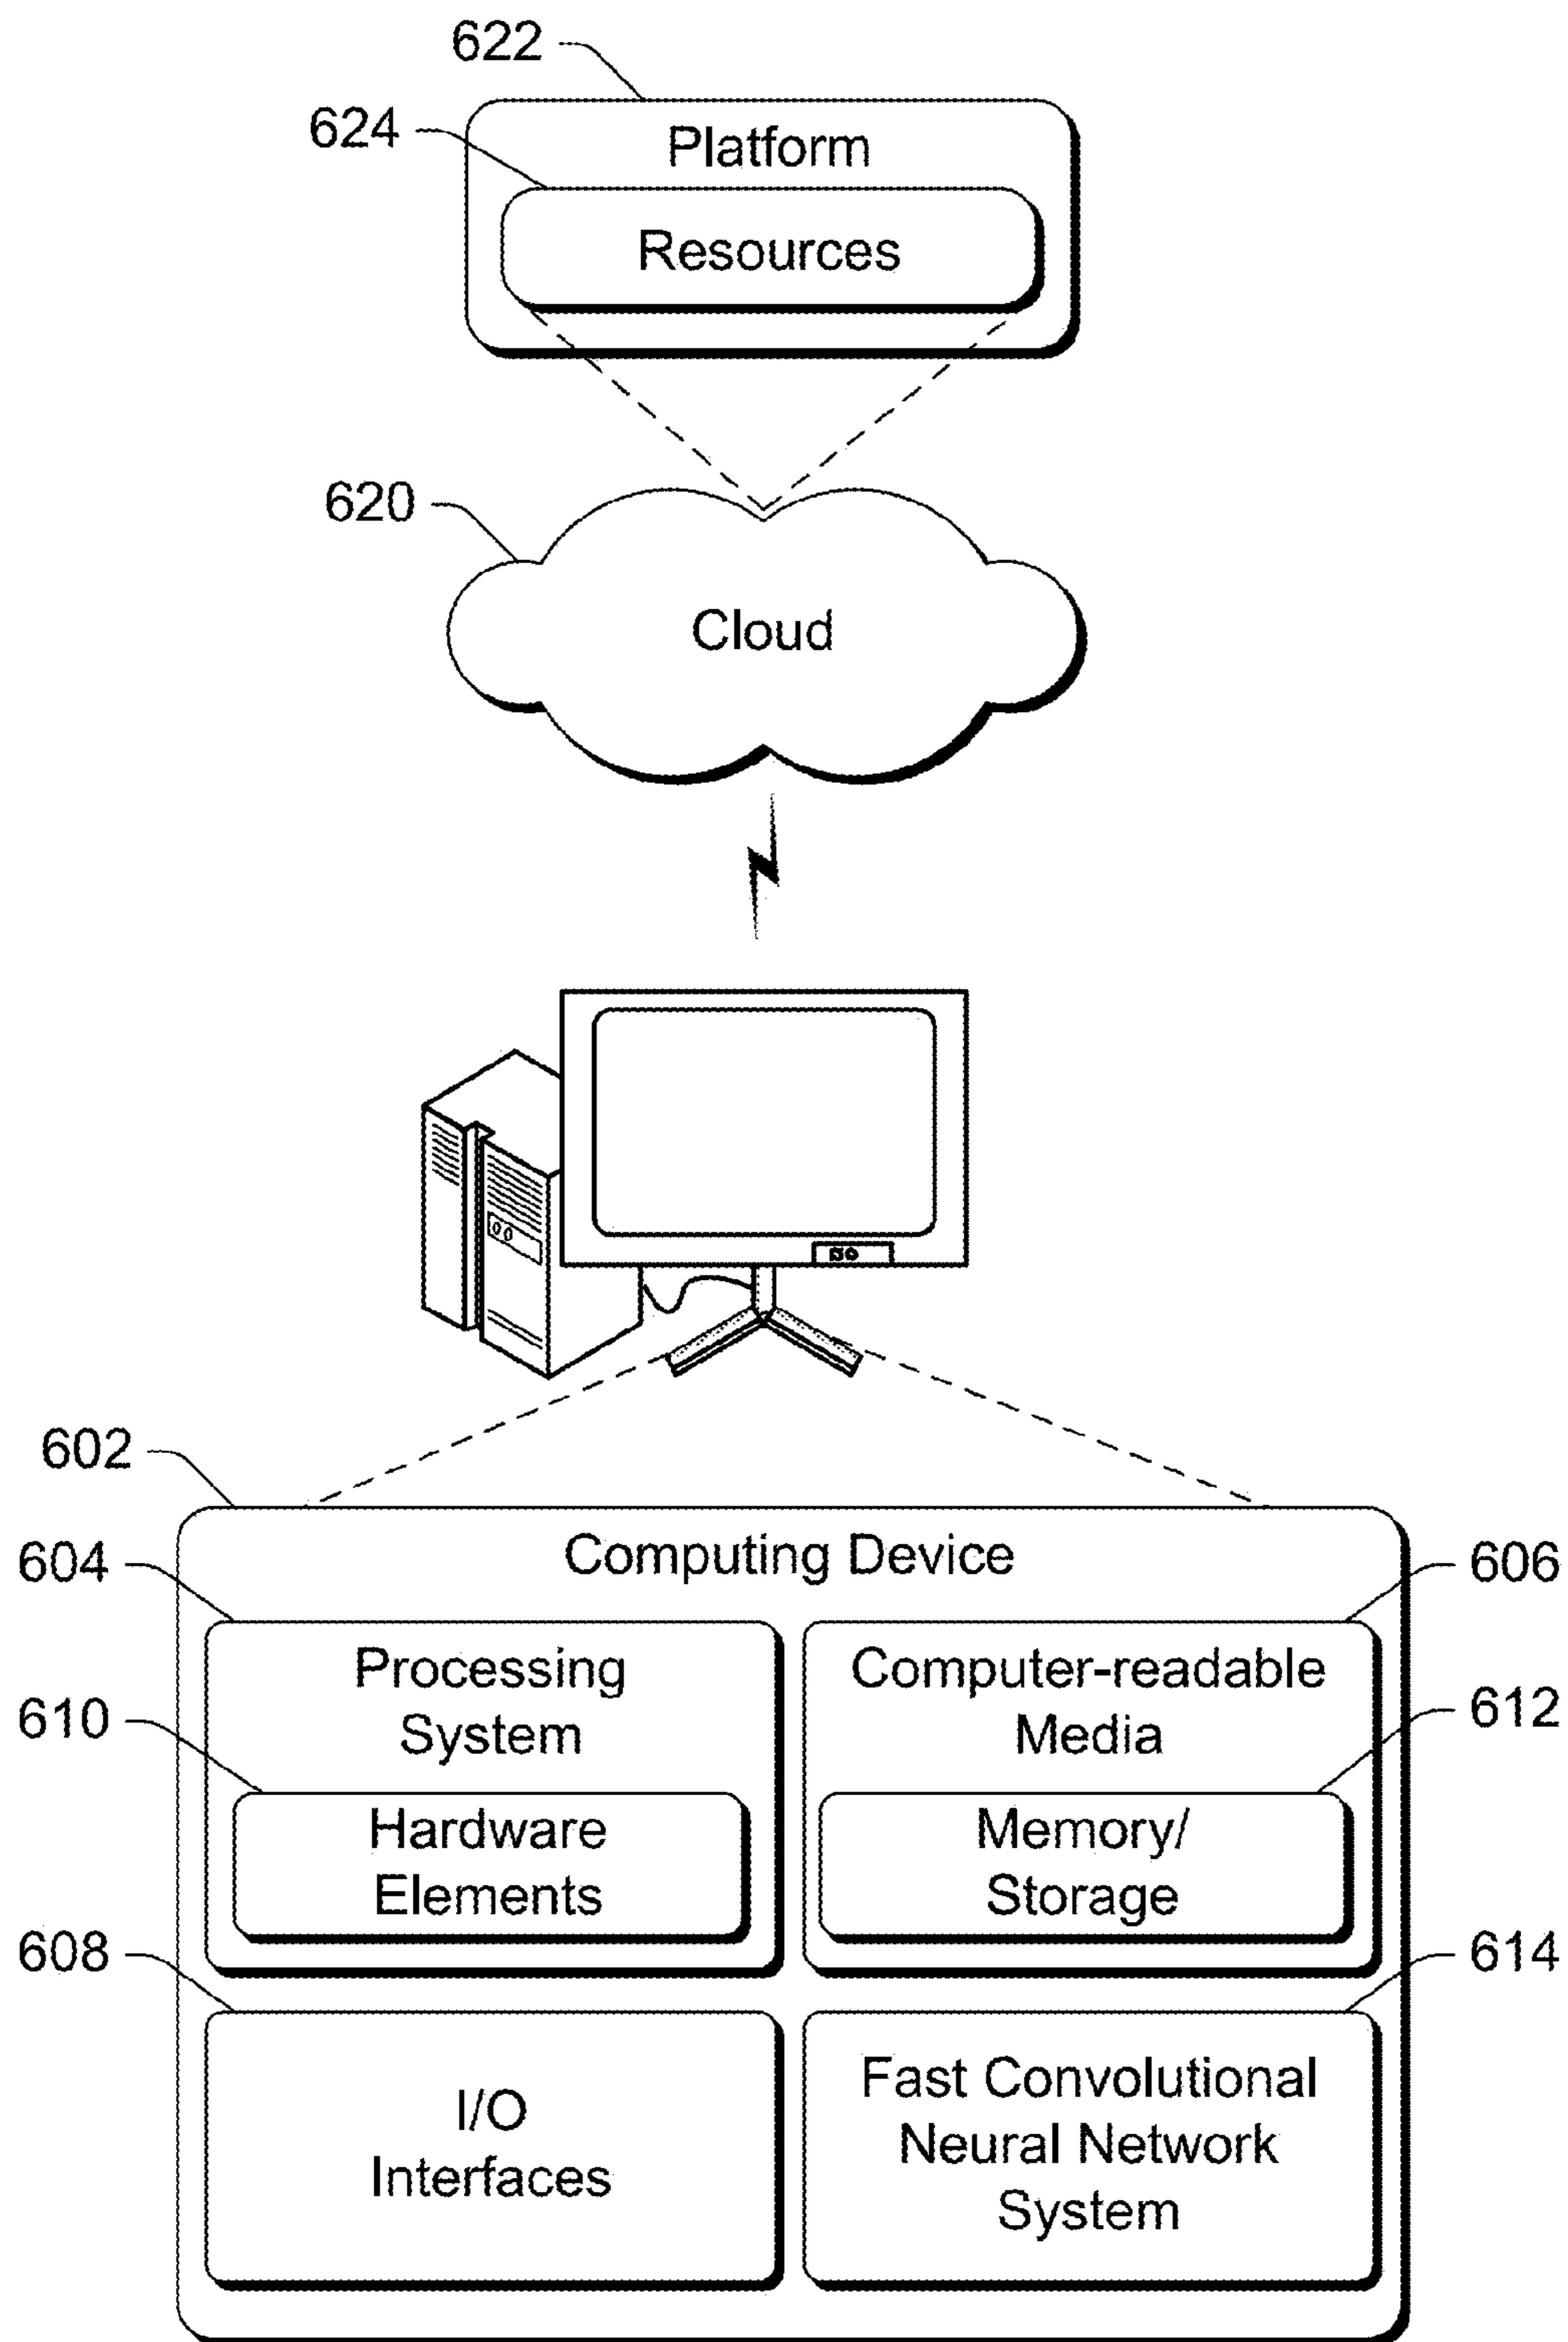 622
624
Platform
Resources
620
Cloud
602
Computing Device
604
606
Processing
System
Computer-readable
Media
610
612
Hardware
Elements
Memory/
Storage
608
614
I/O
Interfaces
Fast Convolutional
Neural Network
System